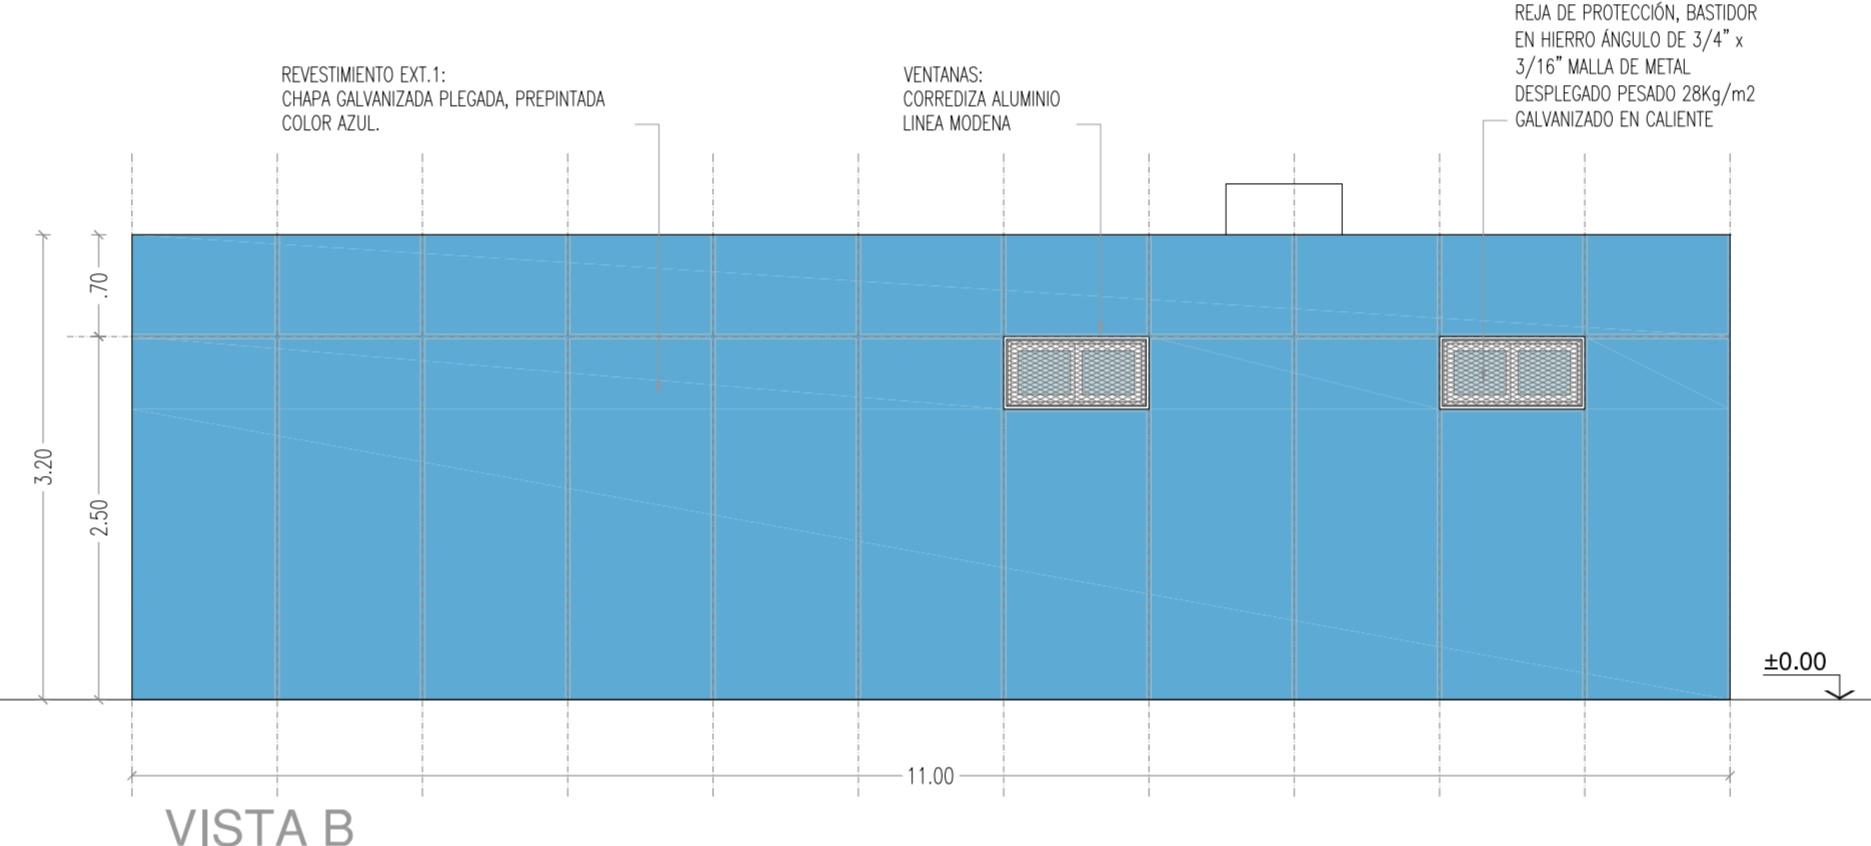 REVESTIMIENTO EXT.1:
CHAPA GALVANIZADA PLEGADA, PREPINTADA
COLOR AZUL.
VENTANAS:
CORREDIZA ALUMINIO
LINEA MODENA
REJA DE PROTECCIÓN, BASTIDOR
EN HIERRO ÁNGULO DE 3/4" x
3/16" MALLA DE METAL
DESPLEGADO PESADO 28Kg/m2
GALVANIZADO EN CALIENTE
.70
3.20
2.50
±0.00
11.00
VISTA B